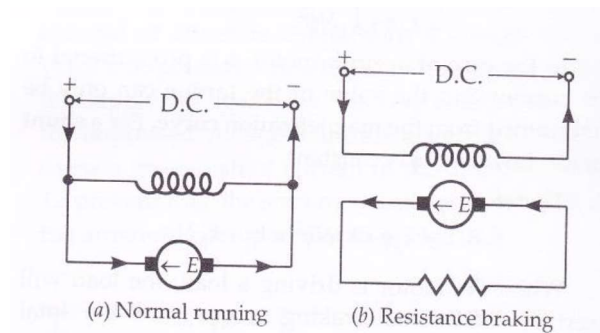 +
D.C.
+
D.C.
← E
← E
(a) Normal running
(b) Resistance braking